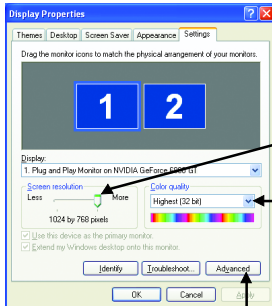 Display Properties
Themes Desktop Screen Saver Appearance Settings
Drag the monitor icons to match the physical arrangement of your monitors.
1 2
Display:
1. Plug and Play Monitor on NVIDIA GeForce GT
Screen resolution
Less More
1024 by 768 pixels
Color quality
Highest (32 bit)
Use this device as the primary monitor.
Extend my Windows desktop onto this monitor.
Identify Troubleshoot... Advanced
OK Cancel Apply